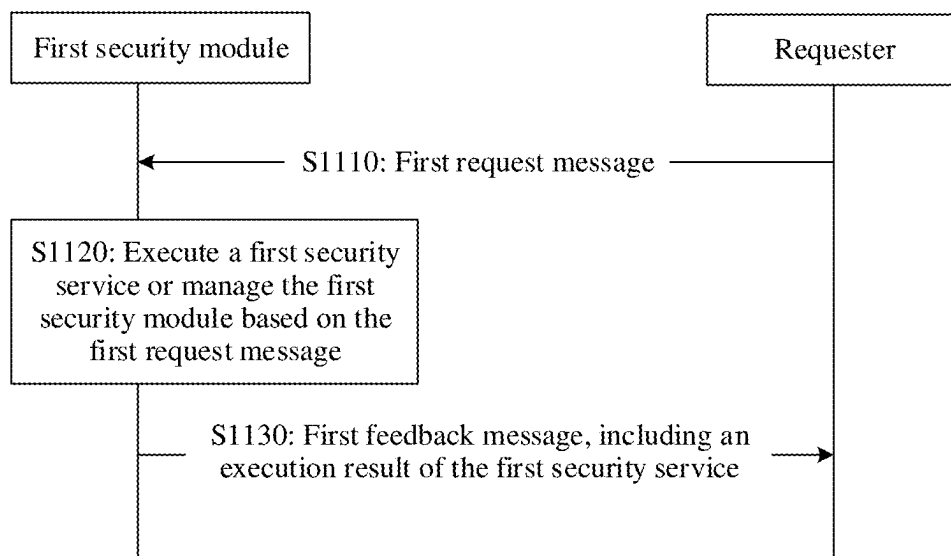 First security module
Requester
S1110: First request message
S1120: Execute a first security
service or manage the first
security module based on the
first request message
S1130: First feedback message, including an
execution result of the first security service